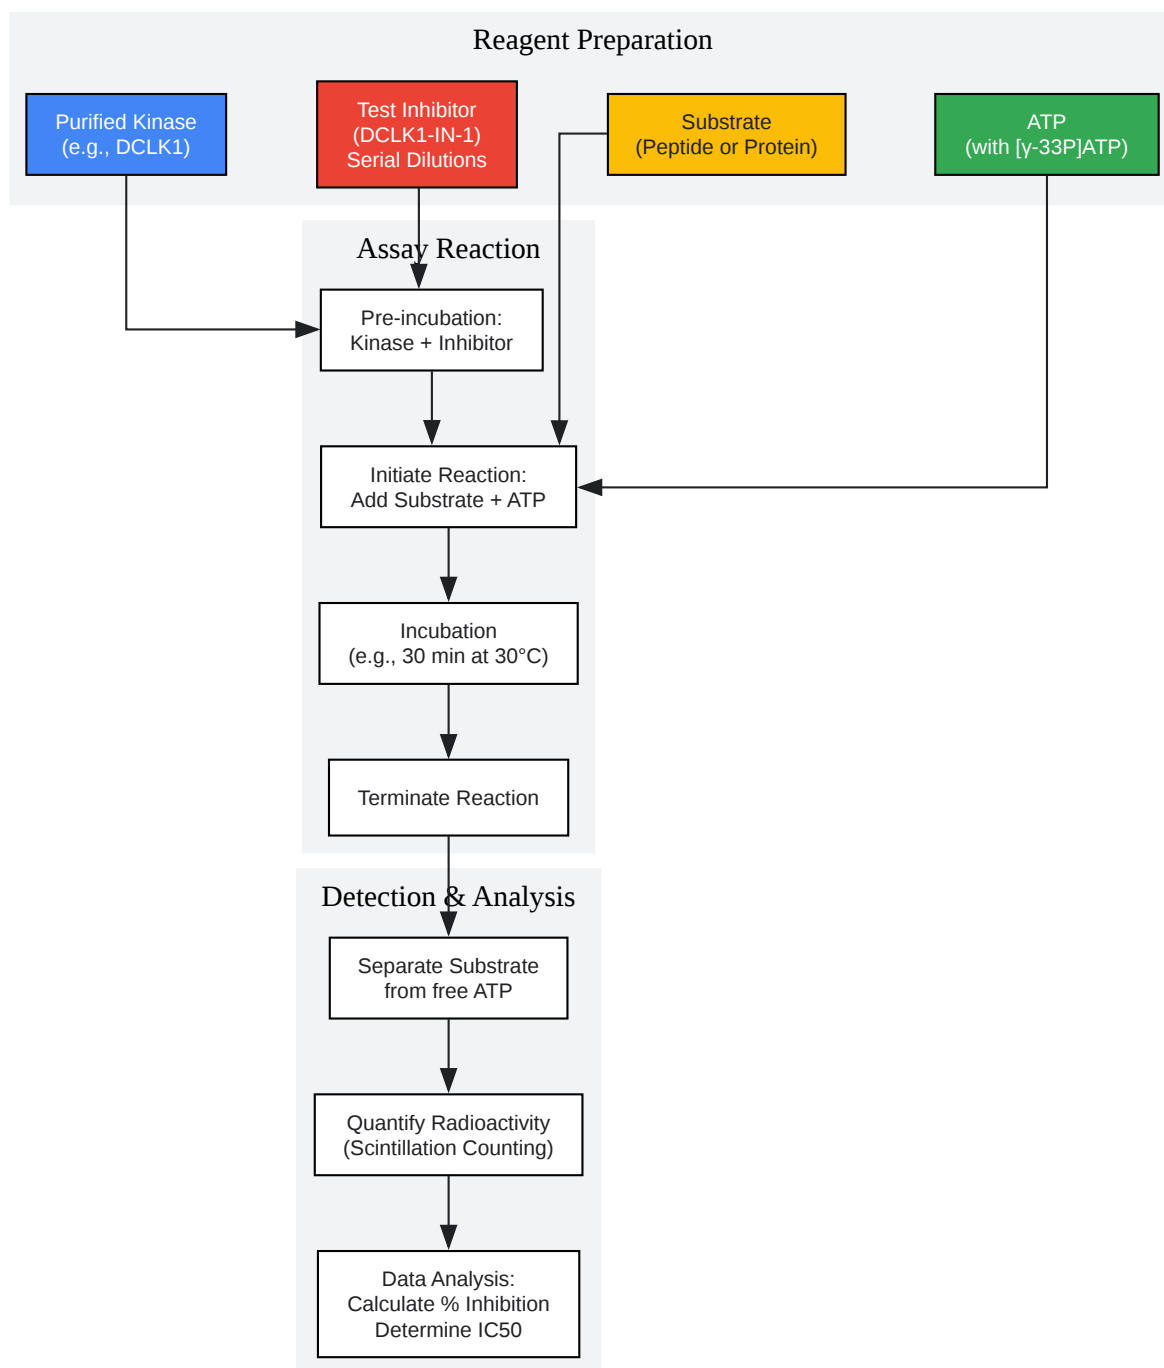 Reagent Preparation
Purified Kinase
(e.g., DCLK1)
Test Inhibitor
(DCLK1-IN-1)
Serial Dilutions
Substrate
(Peptide or Protein)
ATP
(with [γ-33P]ATP)
Assay Reaction
Pre-incubation:
Kinase + Inhibitor
Initiate Reaction:
Add Substrate + ATP
Incubation
(e.g., 30 min at 30°C)
Terminate Reaction
Detection & Analysis
Separate Substrate
from free ATP
Quantify Radioactivity
(Scintillation Counting)
Data Analysis:
Calculate % Inhibition
Determine IC50